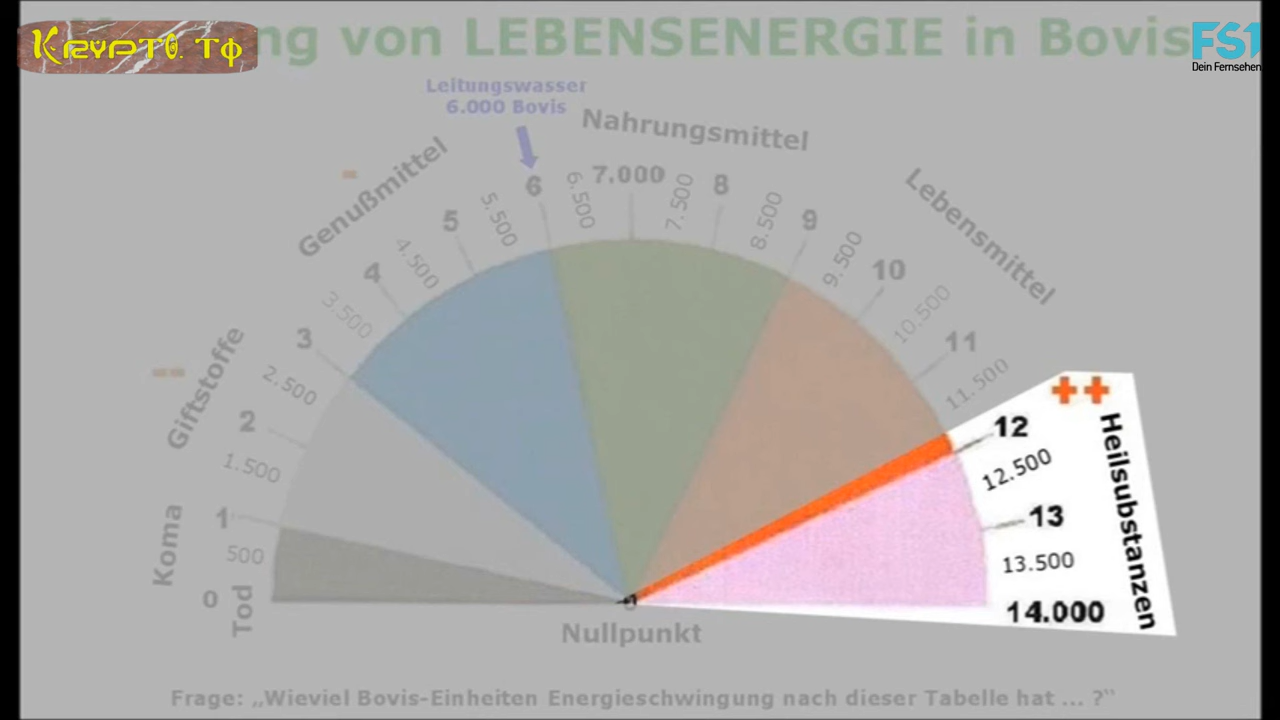 KRYPTO.TV
ng von LEBENSENERGIE in Bovis
FS1
Dein Fernsehen.
Leitungswasser
6.000 Bovis
Nahrungsmittel
Genußmittel
Lebensmittel
Giftstoffe
Koma
Tod
Heilsubstanzen
++
-
--
0
500
1
1.500
2
2.500
3
3.500
4
4.500
5
5.500
6
6.500
7.000
7.500
8
8.500
9
9.500
10
10.500
11
11.500
12
12.500
13
13.500
14.000
Nullpunkt
Frage: „Wieviel Bovis-Einheiten Energieschwingung nach dieser Tabelle hat ... ?“